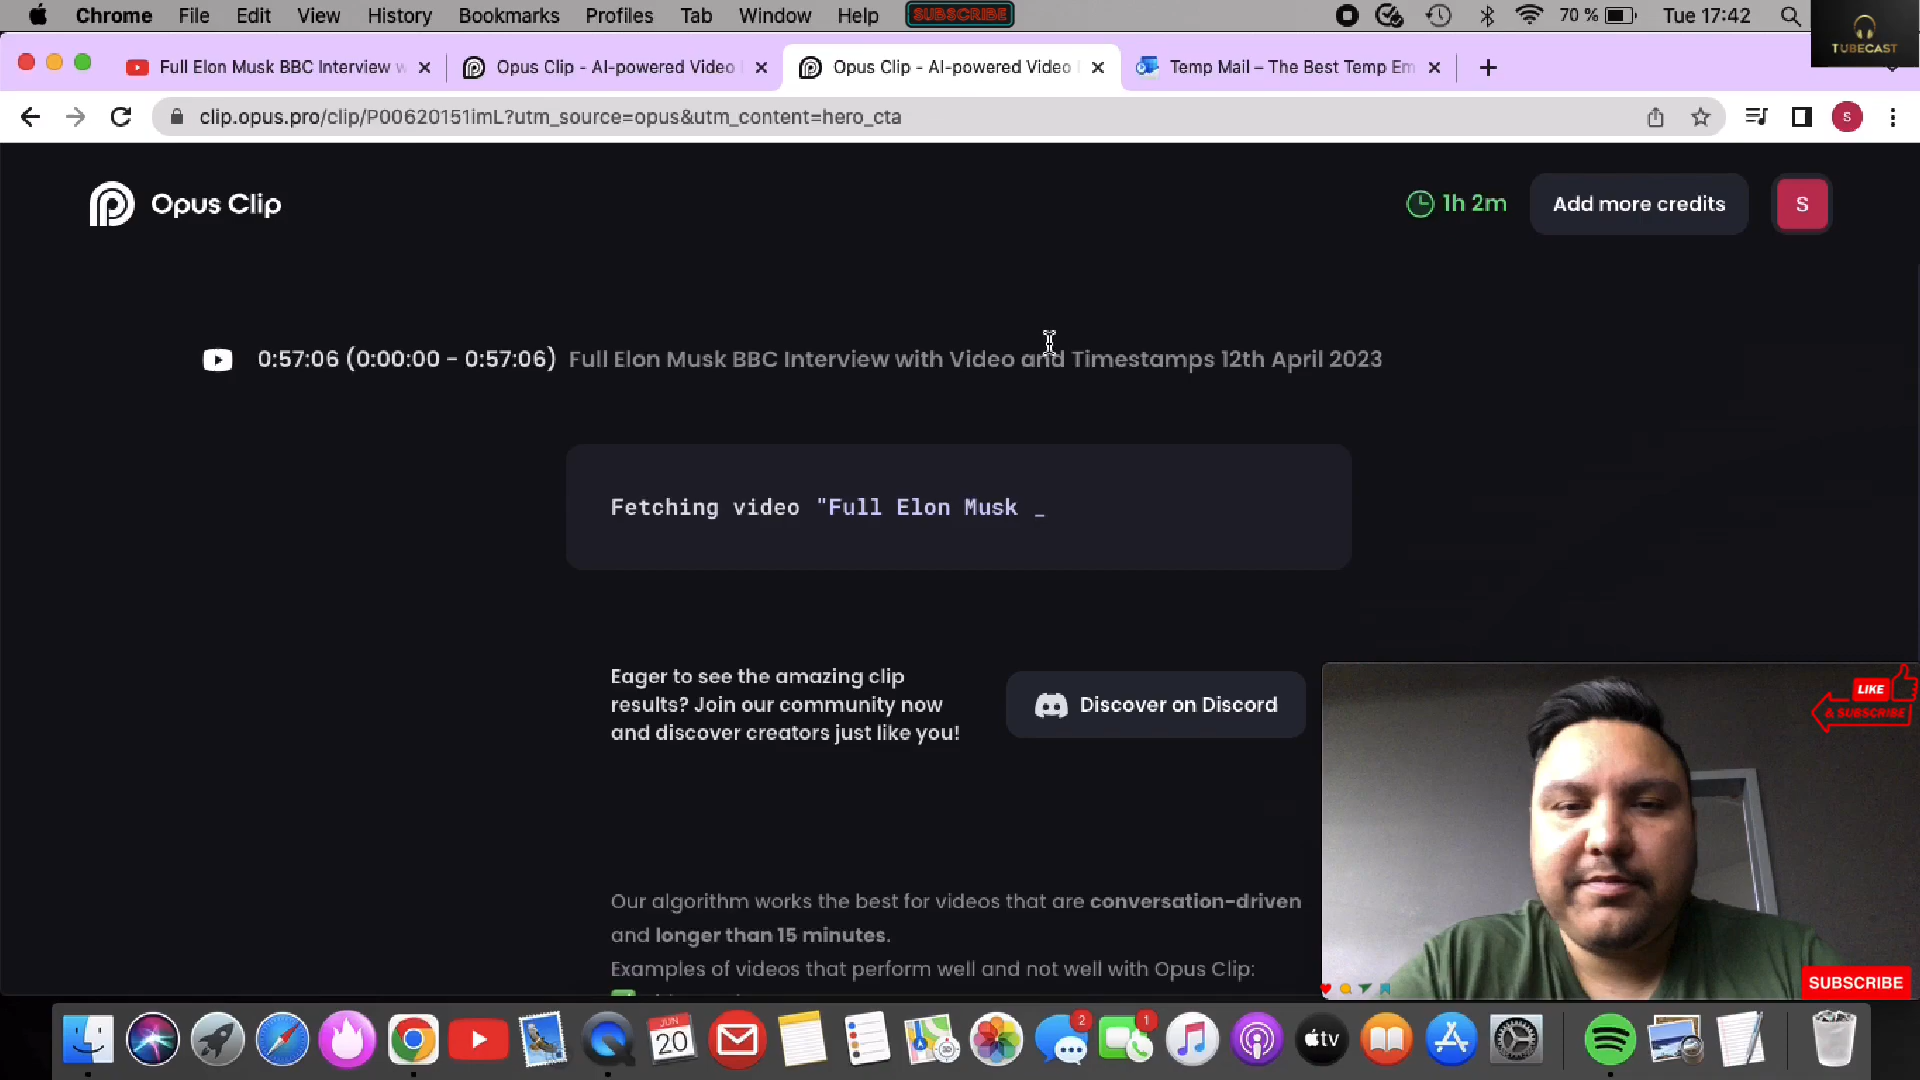 Chrome File Edit View History Bookmarks Profiles Tab Window Help SUBSCRIBE 70 % Tue 17:42
TUBECAST
Full Elon Musk BBC Interview w
Opus Clip - AI-powered Video
Opus Clip - AI-powered Video
Temp Mail – The Best Temp Em
clip.opus.pro/clip/P00620151imL?utm_source=opus&utm_content=hero_cta
S
Opus Clip
1h 2m
Add more credits
S
0:57:06 (0:00:00 - 0:57:06) Full Elon Musk BBC Interview with Video and Timestamps 12th April 2023
Fetching video "Full Elon Musk _
Eager to see the amazing clip
results? Join our community now
and discover creators just like you!
Discover on Discord
LIKE
& SUBSCRIBE
Our algorithm works the best for videos that are conversation-driven
and longer than 15 minutes.
Examples of videos that perform well and not well with Opus Clip:
SUBSCRIBE
JUN
20
2
1
tv